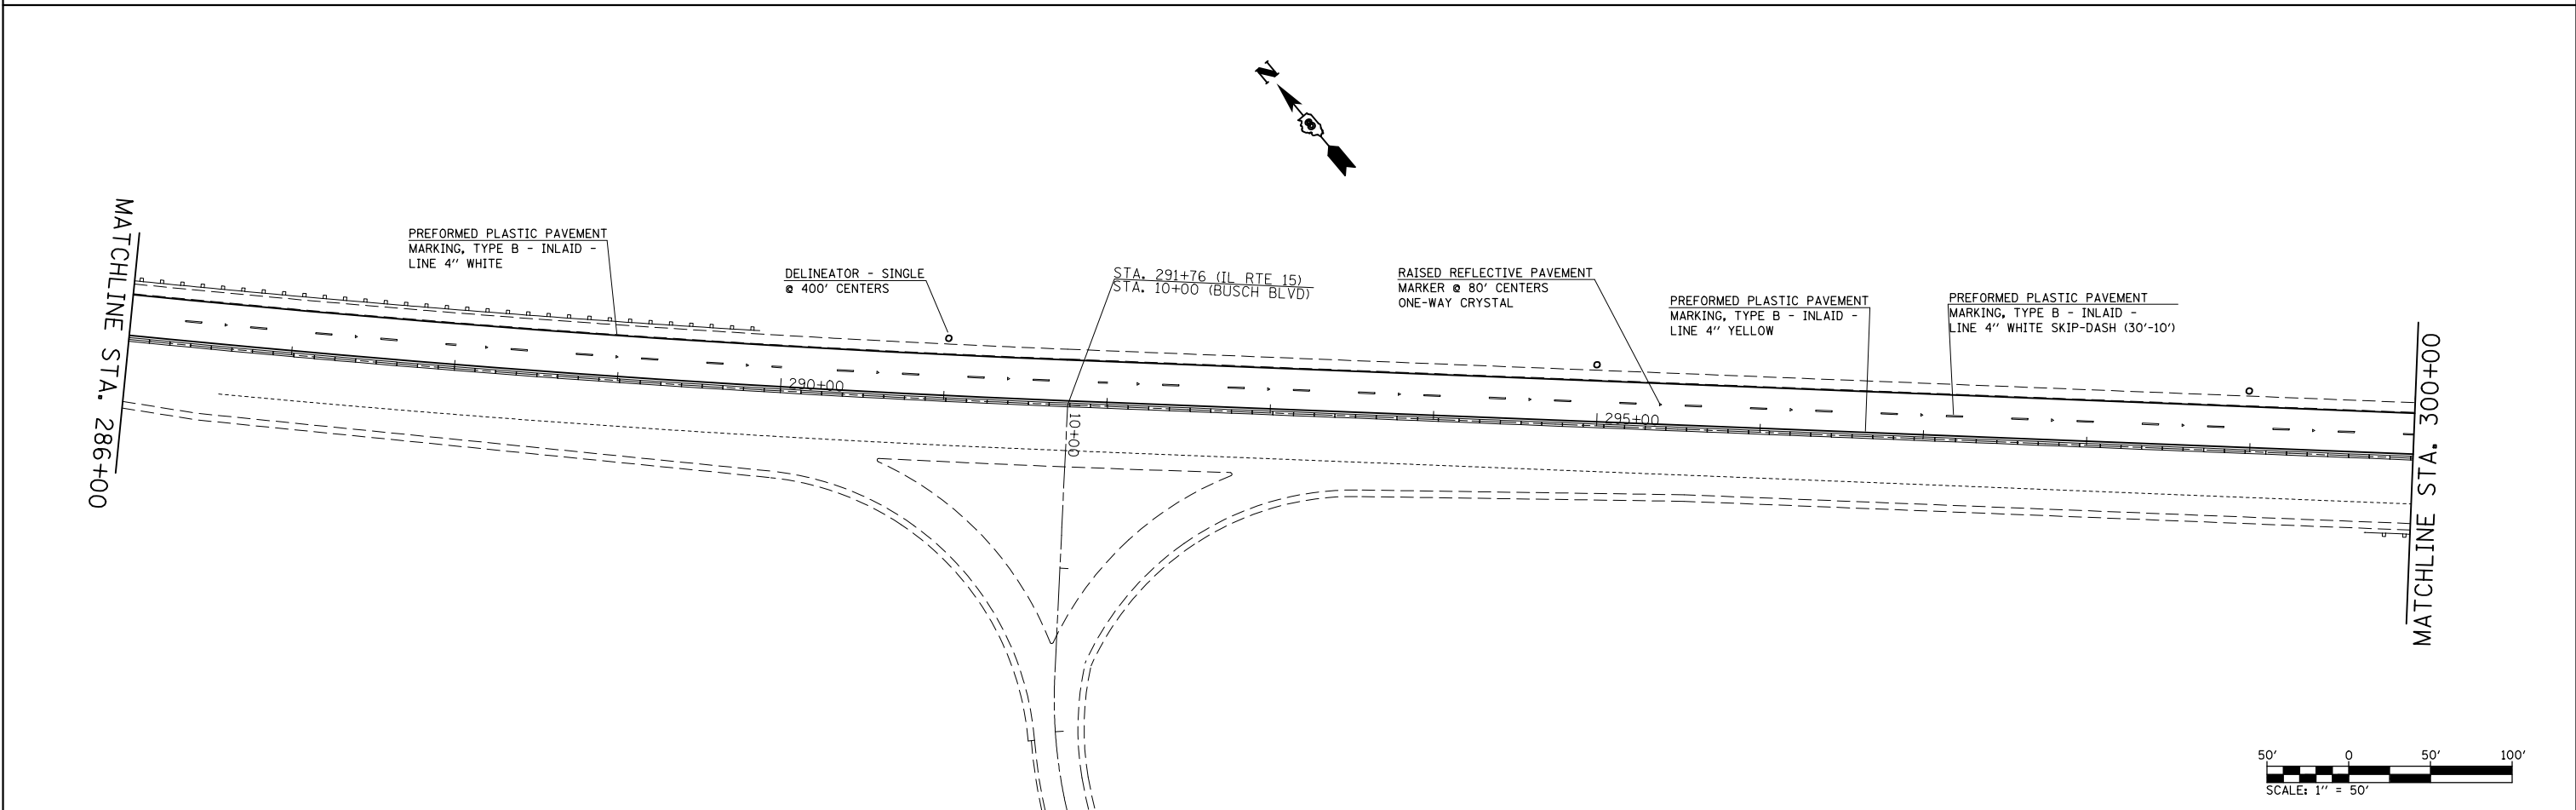 N
MATCHLINE STA. 286+00
PREFORMED PLASTIC PAVEMENT
MARKING, TYPE B - INLAID -
LINE 4" WHITE
DELINEATOR - SINGLE
@ 400' CENTERS
STA. 291+76 (IL RTE 15)
STA. 10+00 (BUSCH BLVD)
RAISED REFLECTIVE PAVEMENT
MARKER @ 80' CENTERS
ONE-WAY CRYSTAL
PREFORMED PLASTIC PAVEMENT
MARKING, TYPE B - INLAID -
LINE 4" YELLOW
PREFORMED PLASTIC PAVEMENT
MARKING, TYPE B - INLAID -
LINE 4" WHITE SKIP-DASH (30'-10')
290+00
10+00
295+00
MATCHLINE STA. 300+00
50' 0 50' 100'
SCALE: 1" = 50'